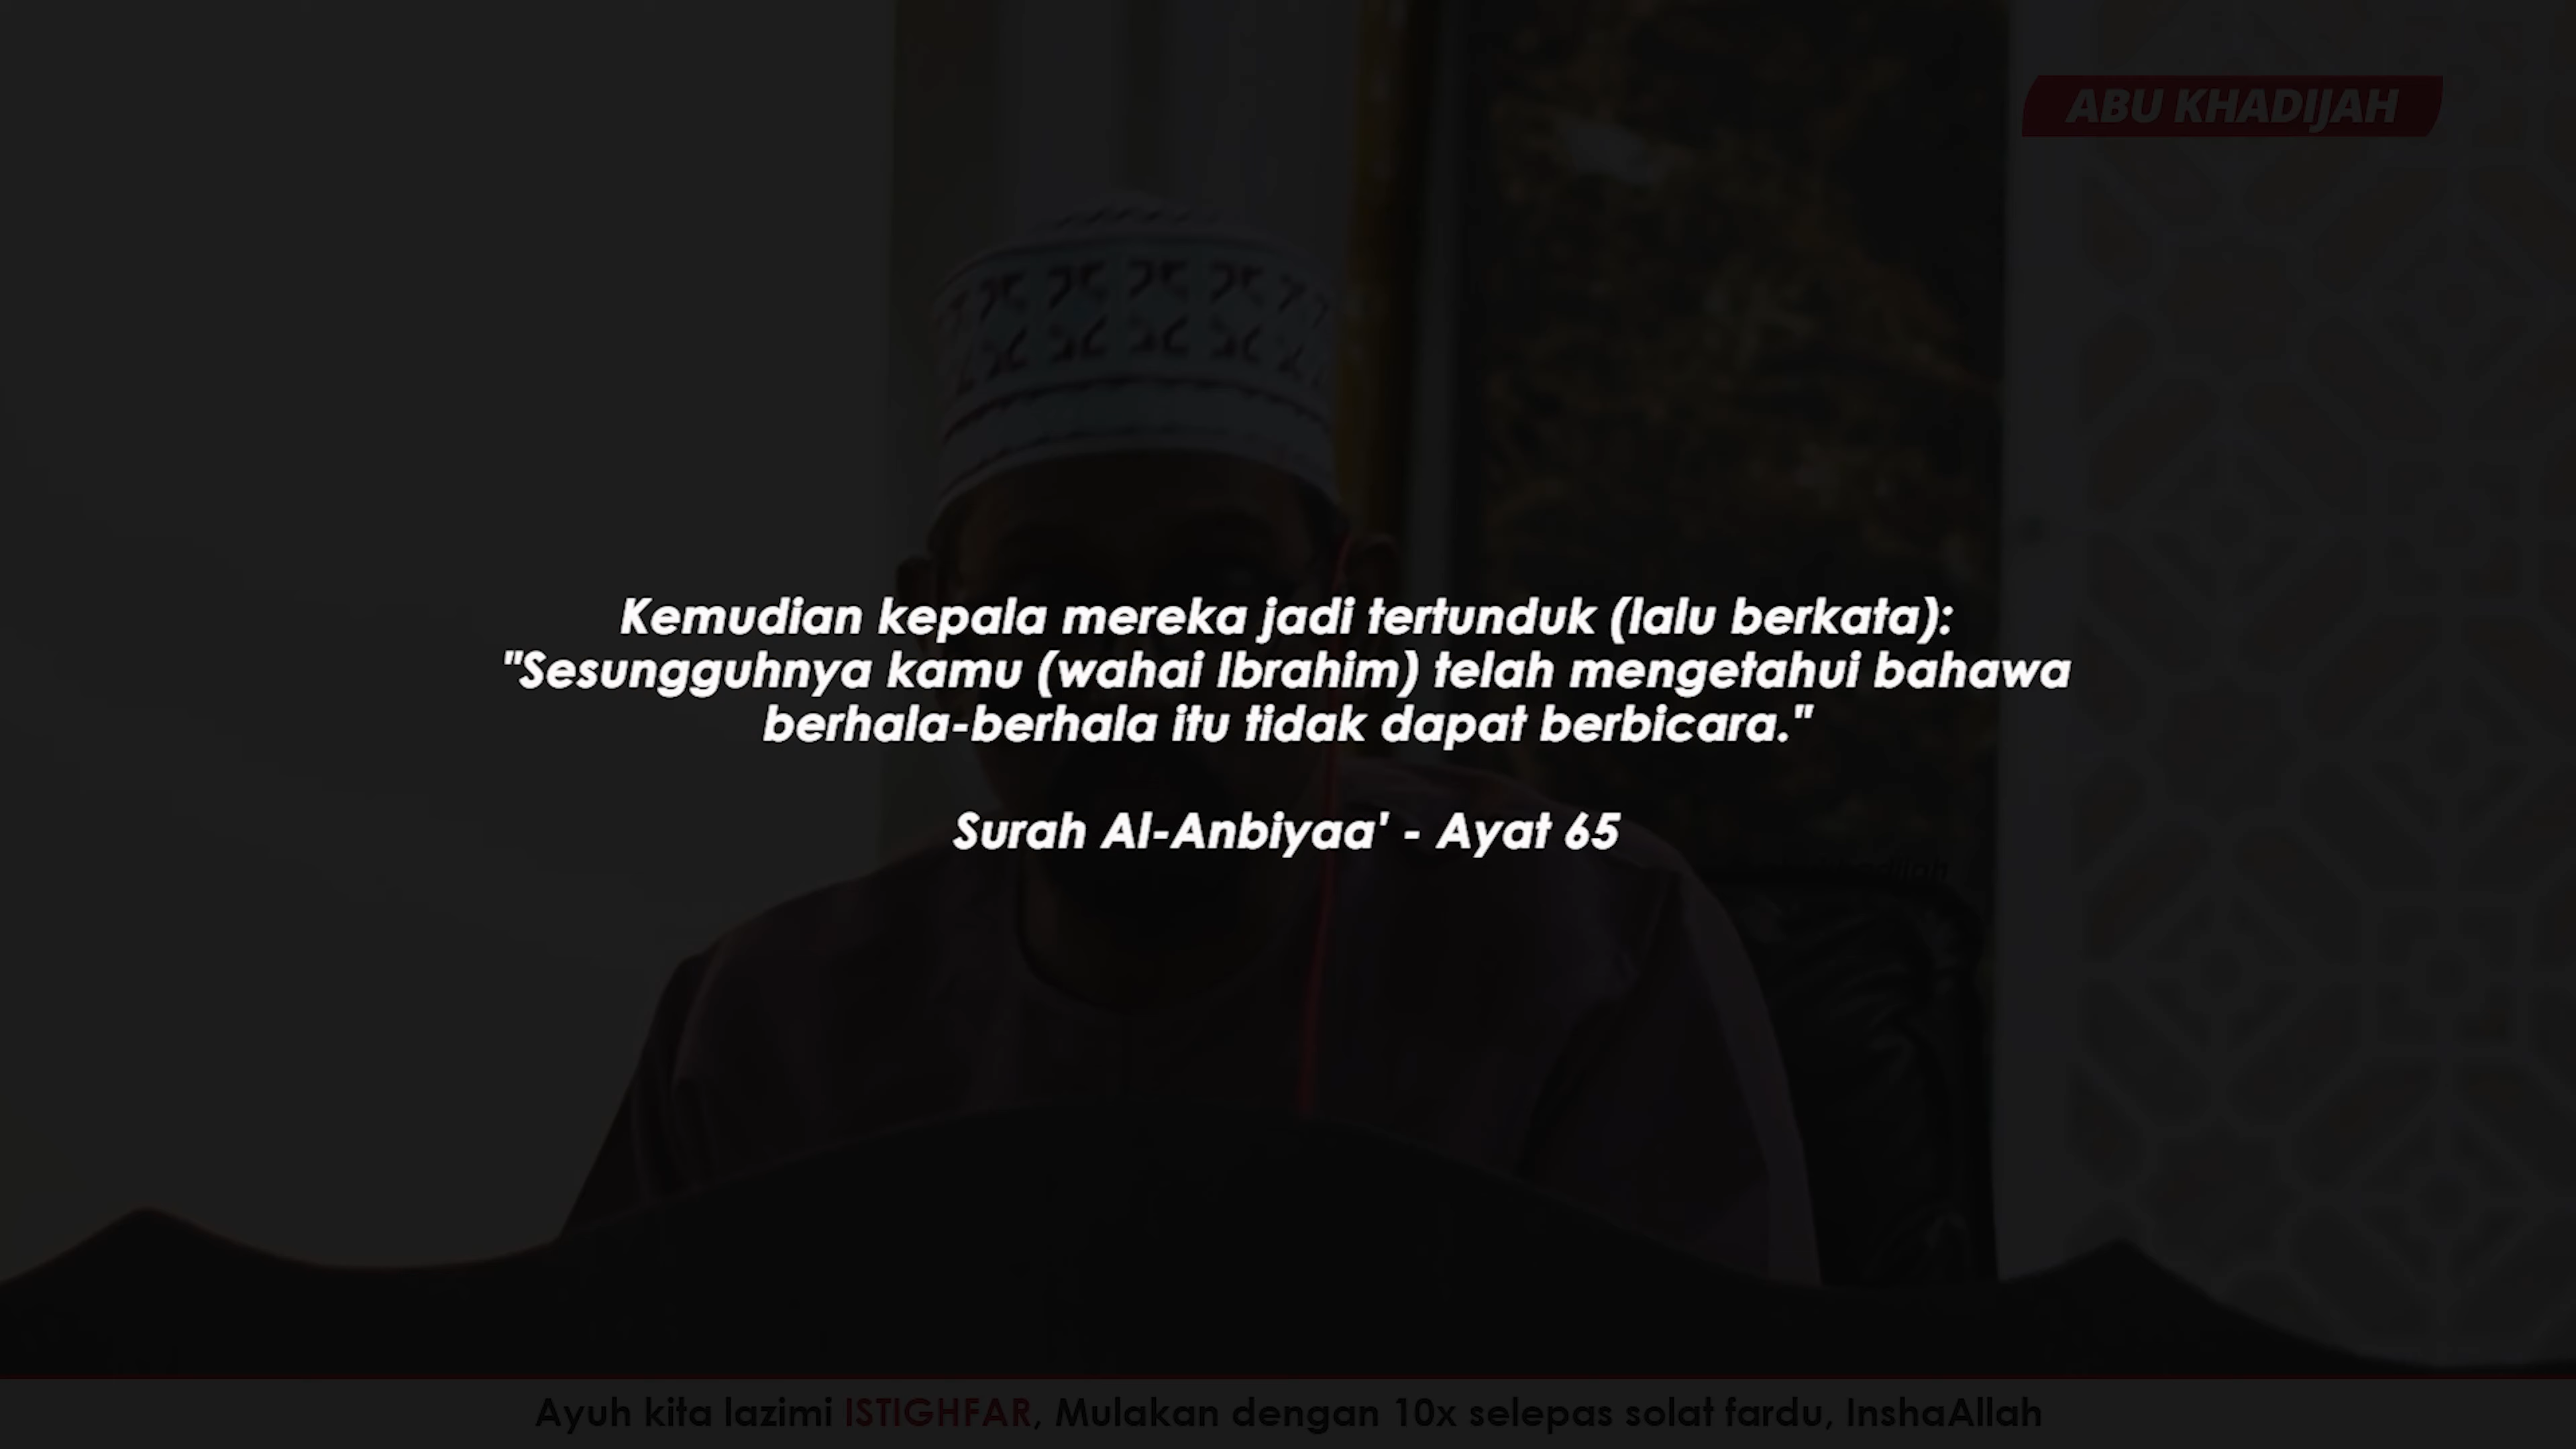 ABU KHADIJAH
Kemudian kepala mereka jadi tertunduk (lalu berkata):
"Sesungguhnya kamu (wahai Ibrahim) telah mengetahui bahawa
berhala-berhala itu tidak dapat berbicara."
Surah Al-Anbiyaa' - Ayat 65
Ayuh kita lazimi ISTIGHFAR, Mulakan dengan 10x selepas solat fardu, InshaAllah